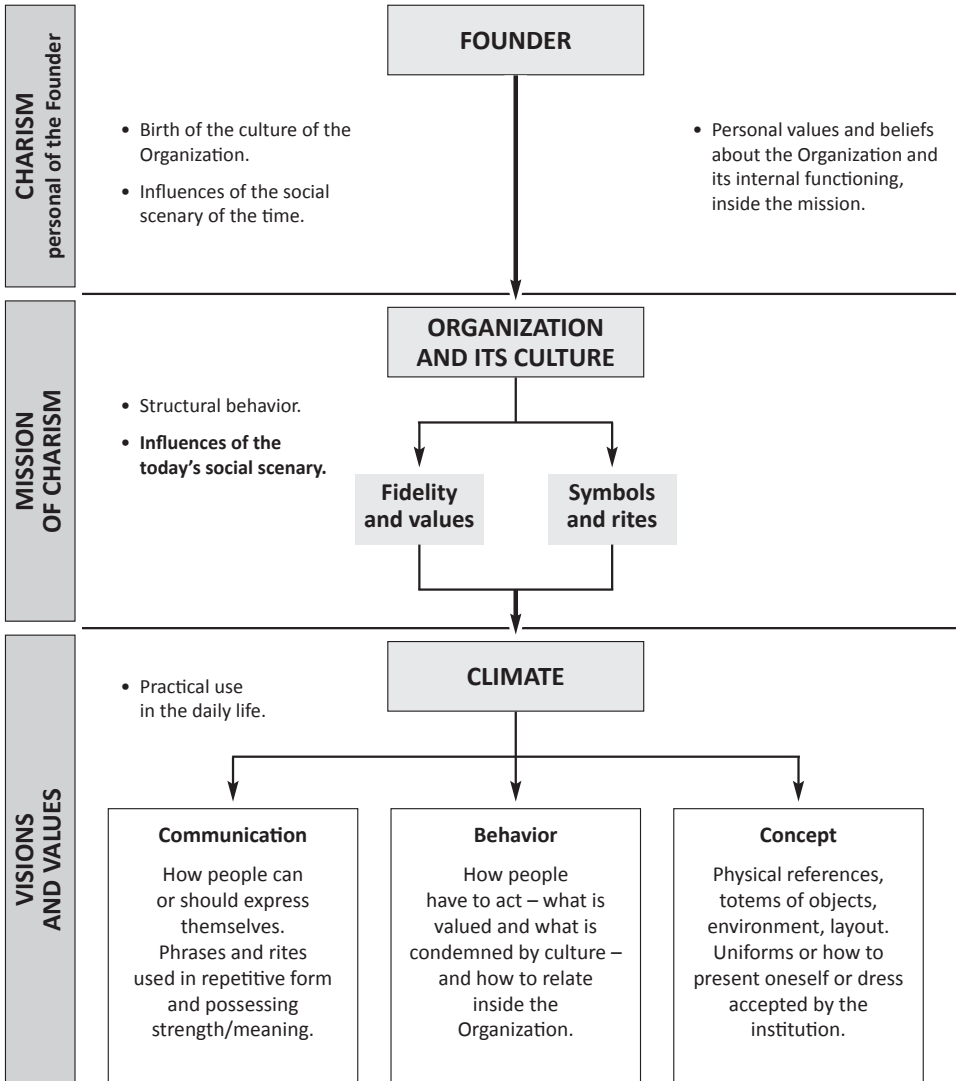 CHARISM
personal of the Founder
FOUNDER
• Birth of the culture of the
Organization.
• Influences of the social
scenary of the time.
• Personal values and beliefs
about the Organization and
its internal functioning,
inside the mission.
MISSION
OF CHARISM
ORGANIZATION
AND ITS CULTURE
• Structural behavior.
• Influences of the
today's social scenary.
Fidelity
and values
Symbols
and rites
VISIONS
AND VALUES
CLIMATE
• Practical use
in the daily life.
Communication
How people can
or should express
themselves.
Phrases and rites
used in repetitive form
and possessing
strength/meaning.
Behavior
How people
have to act – what is
valued and what is
condemned by culture –
and how to relate
inside the
Organization.
Concept
Physical references,
totems of objects,
environment, layout.
Uniforms or how to
present oneself or dress
accepted by the
institution.